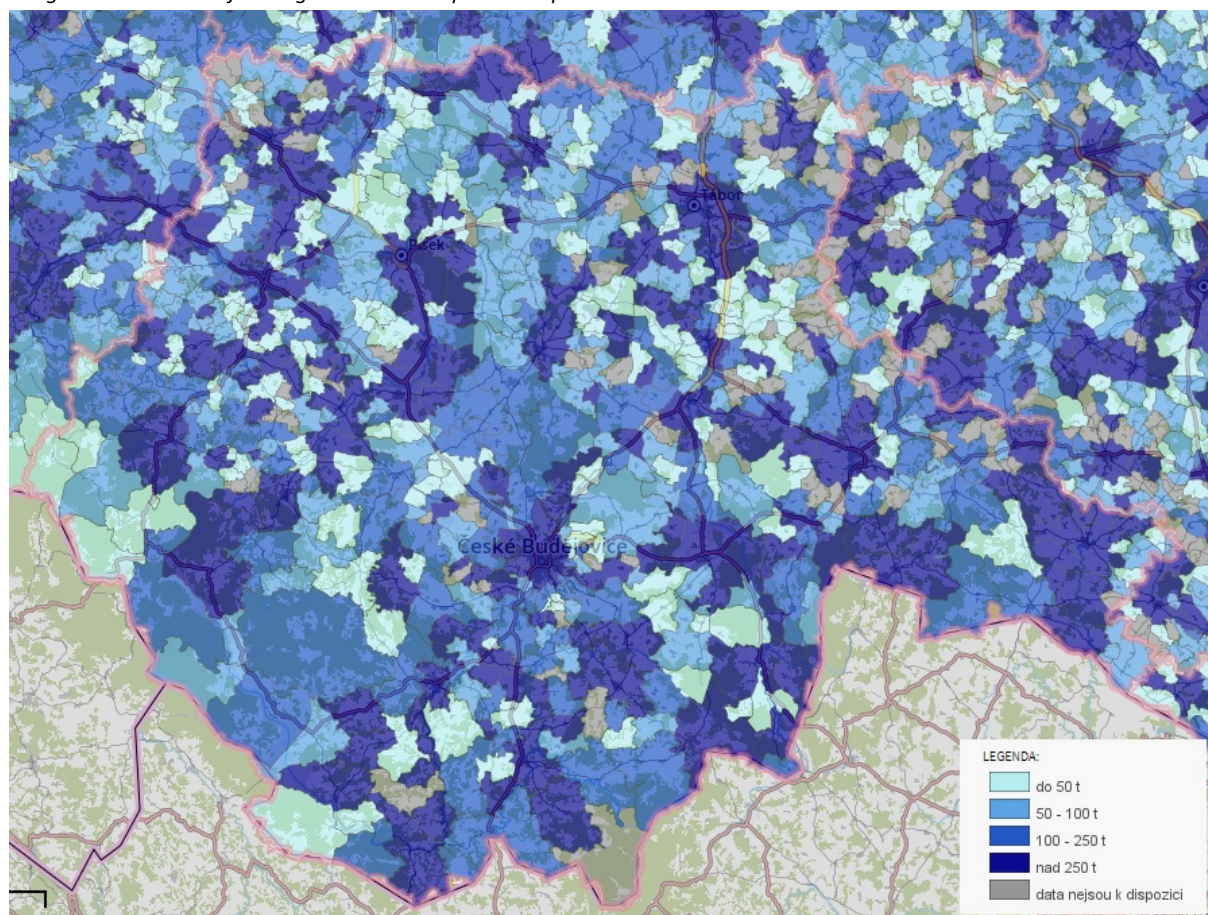 Tábor
Písek
České Budějovice
LEGENDA:
do 50 t
50 - 100 t
100 - 250 t
nad 250 t
data nejsou k dispozici